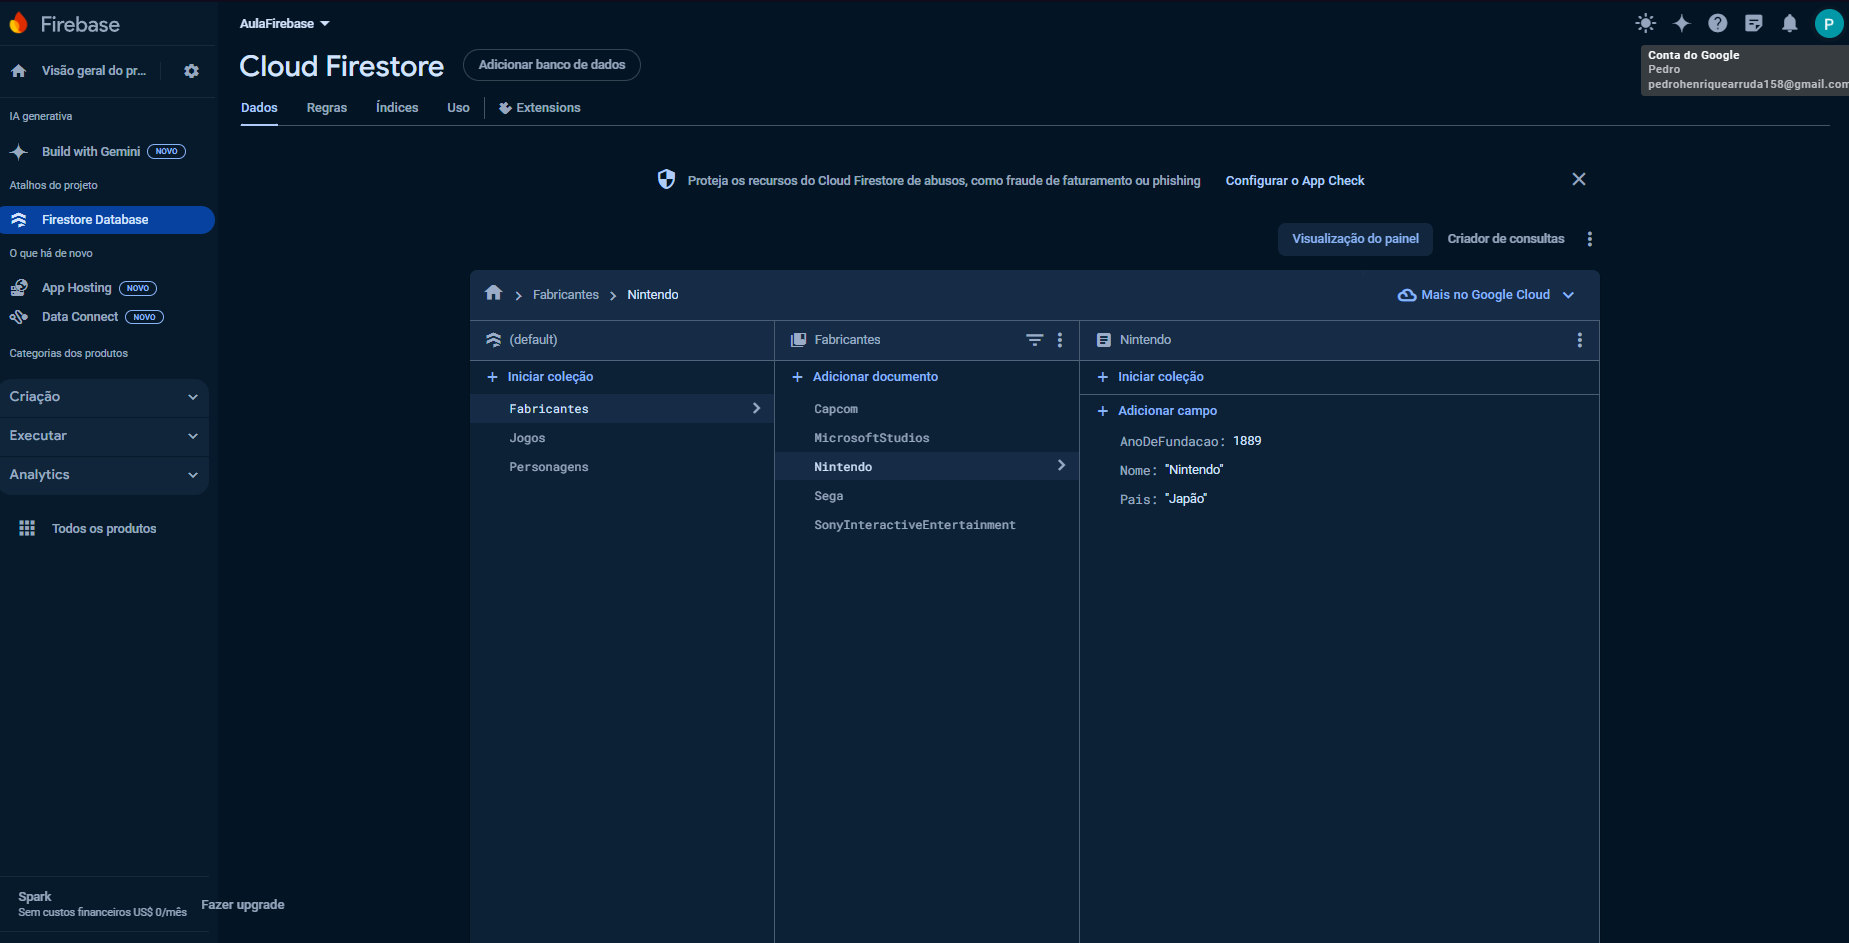 Firebase
AulaFirebase
Visão geral do pr...
Cloud Firestore
Adicionar banco de dados
Conta do Google
Pedro
pedrohenriquearruda158@gmail.com
Dados
Regras
Índices
Uso
Extensions
IA generativa
Build with Gemini NOVO
Atalhos do projeto
Firestore Database
O que há de novo
App Hosting NOVO
Data Connect NOVO
Categorias dos produtos
Criação
Executar
Analytics
Todos os produtos
Spark
Sem custos financeiros US$ 0/mês
Fazer upgrade
Proteja os recursos do Cloud Firestore de abusos, como fraude de faturamento ou phishing
Configurar o App Check
Visualização do painel
Criador de consultas
Fabricantes
Nintendo
Mais no Google Cloud
(default)
Iniciar coleção
Fabricantes
Jogos
Personagens
Fabricantes
Adicionar documento
Capcom
MicrosoftStudios
Nintendo
Sega
SonyInteractiveEntertainment
Nintendo
Iniciar coleção
Adicionar campo
AnoDeFundacao: 1889
Nome: "Nintendo"
Pais: "Japão"
P